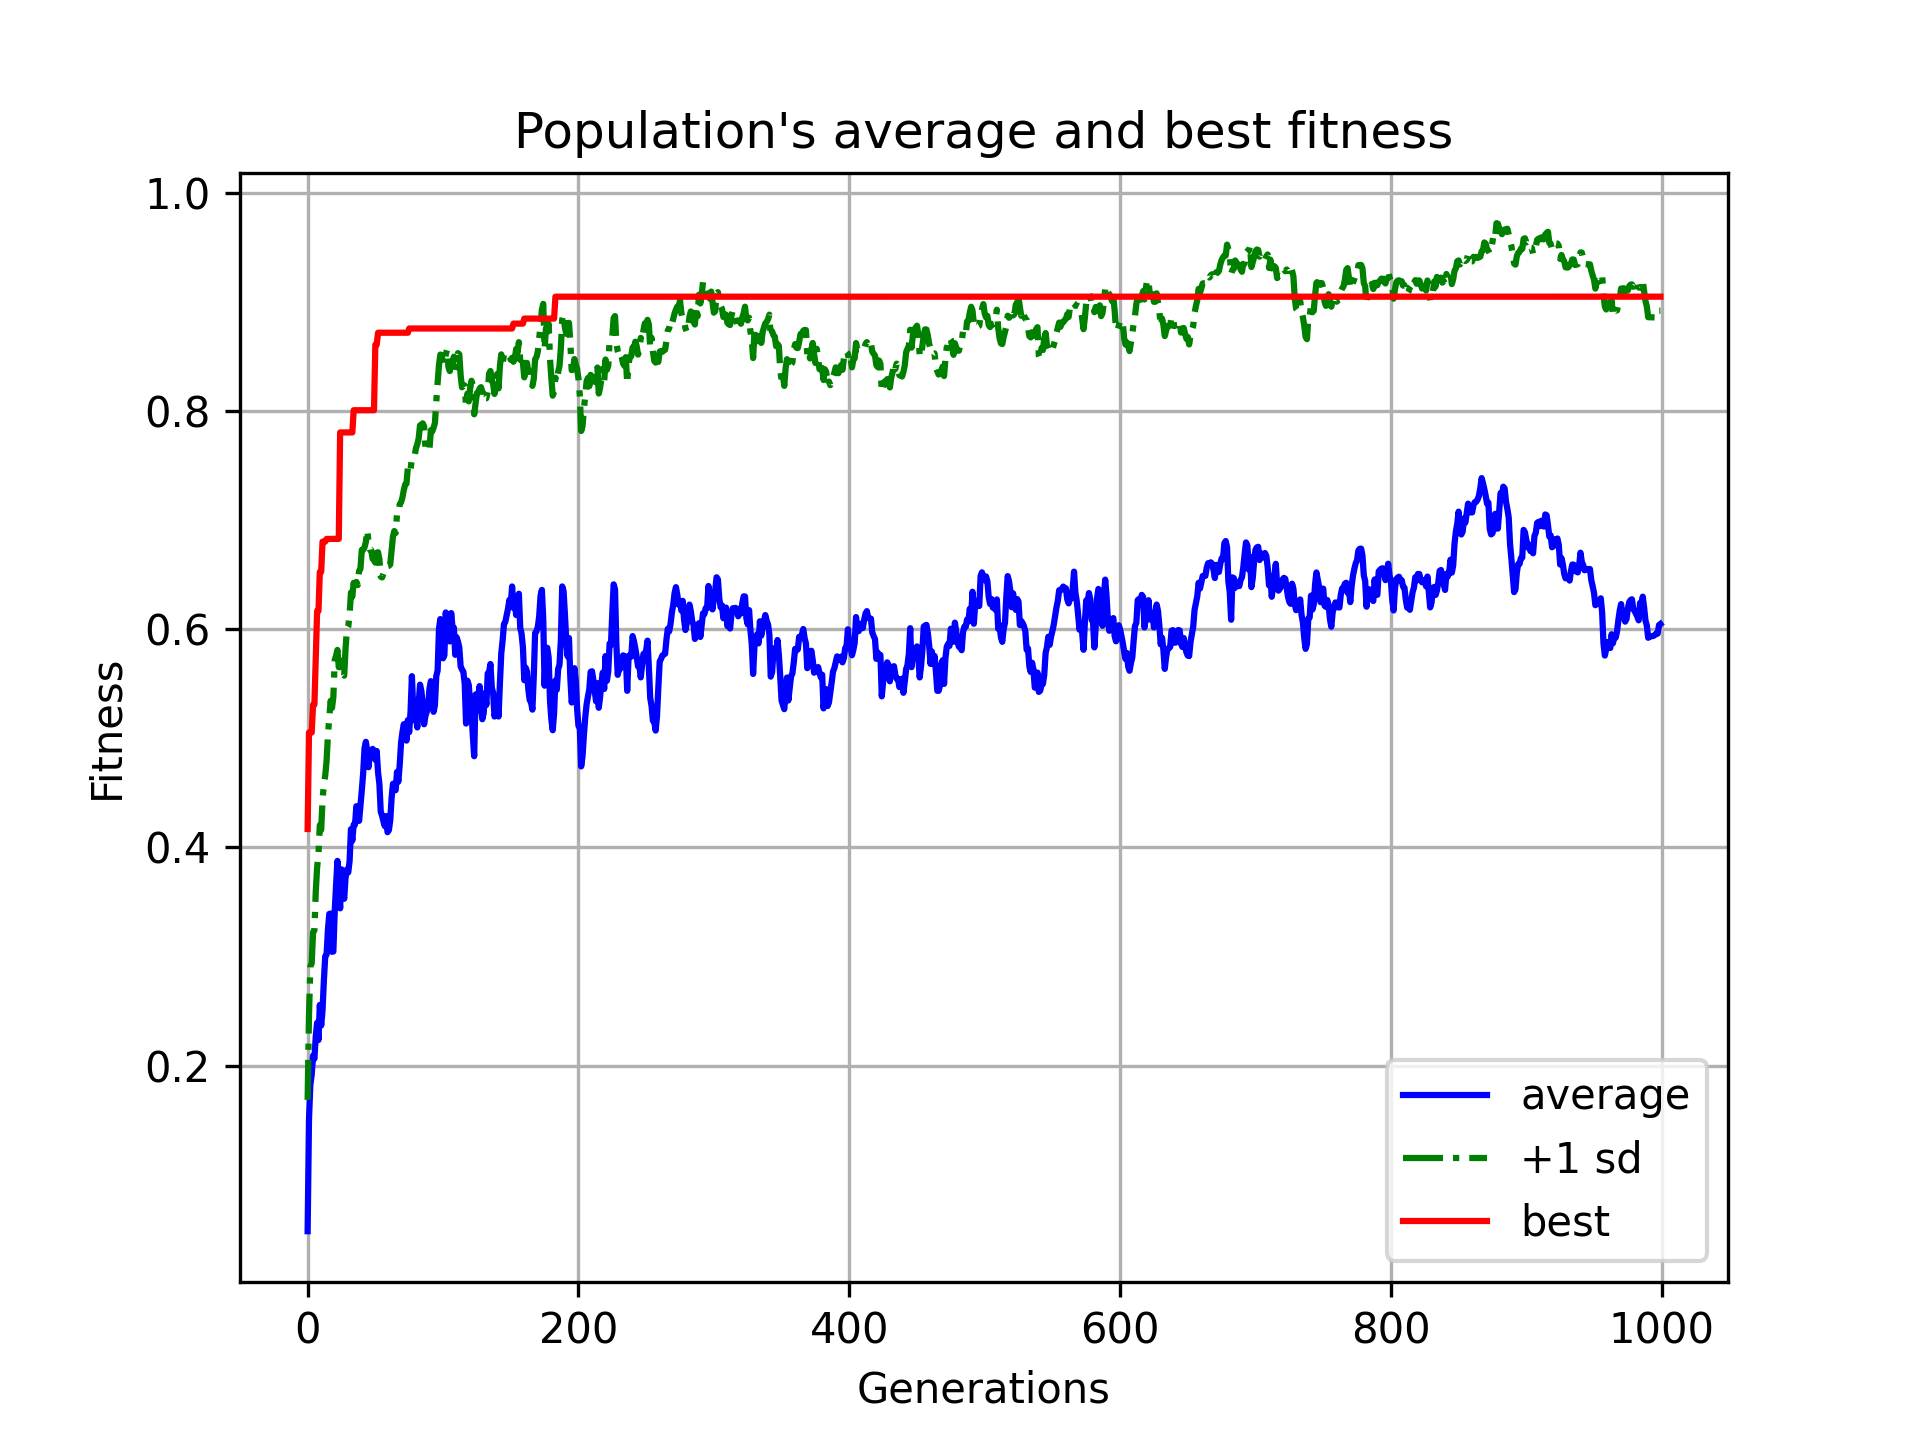 Population's average and best fitness
1.0
0.8
0.6
0.4
0.2
Fitness
0 200 400 600 800 1000
Generations
average
+1 sd
best